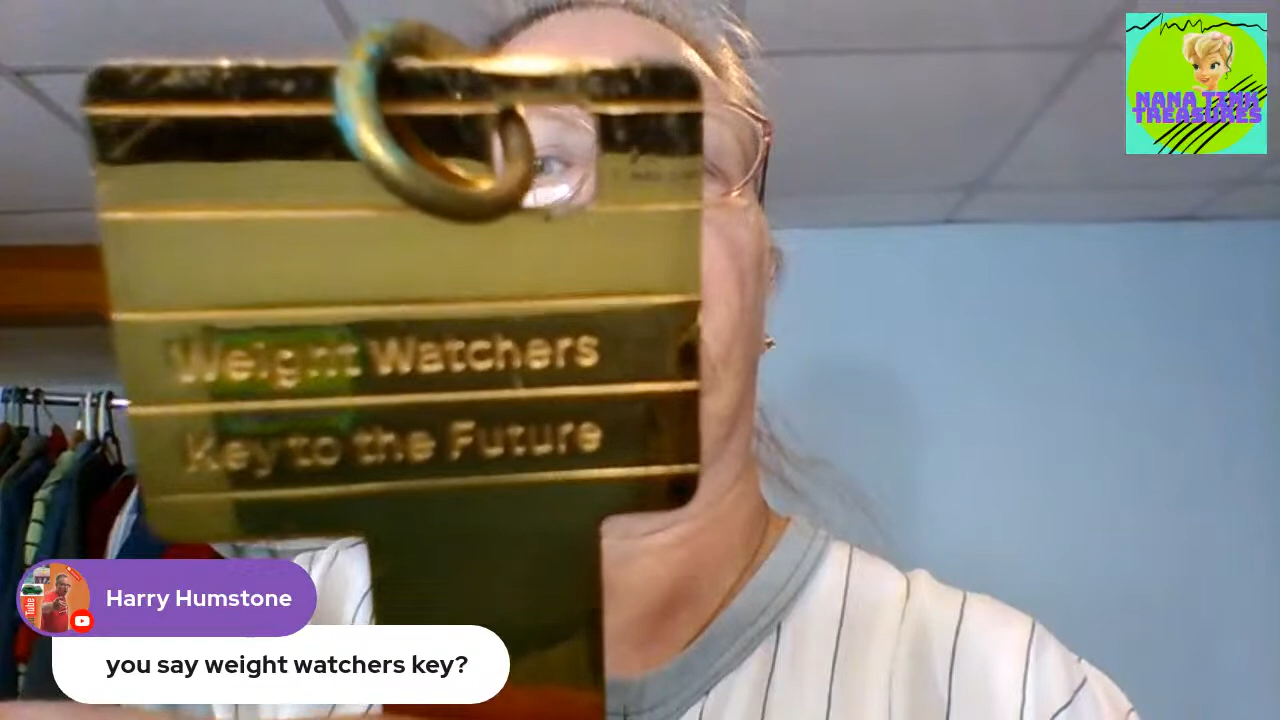 NANA TINK
TREASURES
Weight Watchers
Key to the Future
Harry Humstone
you say weight watchers key?